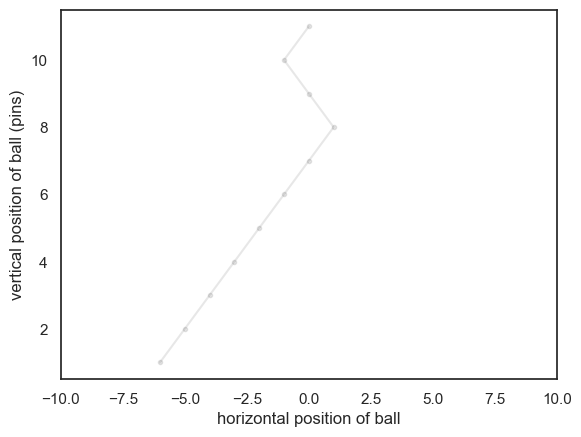 vertical position of ball (pins)
10
8
6
4
2
−10.0 −7.5 −5.0 −2.5 0.0 2.5 5.0 7.5 10.0
horizontal position of ball